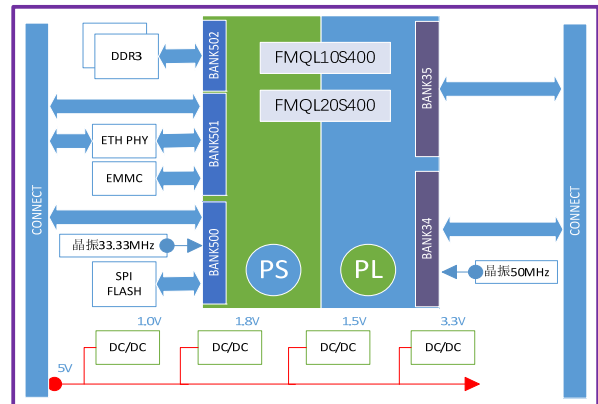 DDR3
BANK502
FMQL10S400
FMQL20S400
BANK35
BANK501
ETH PHY
EMMC
CONNECT
BANK500
晶振33.33MHz
SPI
FLASH
PS
PL
BANK34
晶振50MHz
CONNECT
1.0V
1.8V
1.5V
3.3V
DC/DC
DC/DC
DC/DC
DC/DC
5V